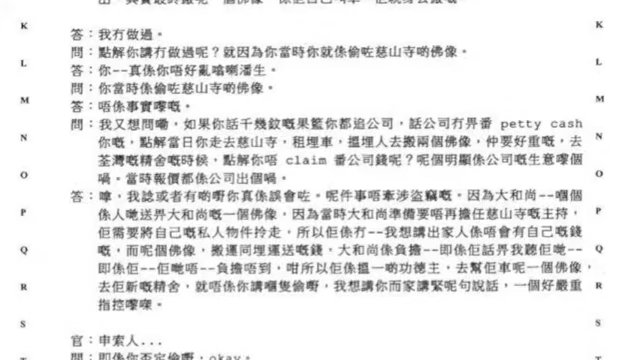 答：我冇做過。
問：點解你講冇做過呢？就因為你當時你就係偷咗慈山寺啲佛像。
答：你--真係你唔好亂噏喇潘生。
問：你當時係偷咗慈山寺啲佛像。
答：唔係事實嚟嘅。
問：我又想問嘞，如果你話千幾蚊嘅果籃你都追公司，話公司冇畀番 petty cash
你嘅，點解當日你走去慈山寺，租埋車，搵埋人去搬兩個佛像，仲要好重嘅，去
荃灣嘅精舍嘅時候，點解你唔 claim 番公司錢呢？呢個明顯係公司嘅生意嚟個
喎。當時報價都係公司出個喎。
答：嗱，我諗或者有啲嘢你真係誤會咗。呢件事唔牽涉盜竊嘅。因為大和尚--嗰個
係人哋送畀大和尚嘅一個佛像，因為當時大和尚準備要唔再擔任慈山寺嘅主持，
佢需要將自己嘅私人物件拎走，所以佢係冇--我想講出家人係唔會有自己嘅錢
嘅，而呢個佛像，搬運同埋運送嘅錢，大和尚係負擔--即係佢話畀我聽佢哋--
即係佢--佢哋唔--負擔唔到，咁所以佢係搵一啲功德主，去幫佢車呢一個佛像，
去佢新嘅精舍，就唔係你講嗰隻偷嘢，我想講你而家講緊呢句說話，一個好嚴重
指控嚟㗎。
官：申索人...
問：即係你否定偷嘢，okay。
K
L
M
N
O
P
Q
R
S
K
L
M
N
O
P
Q
R
S